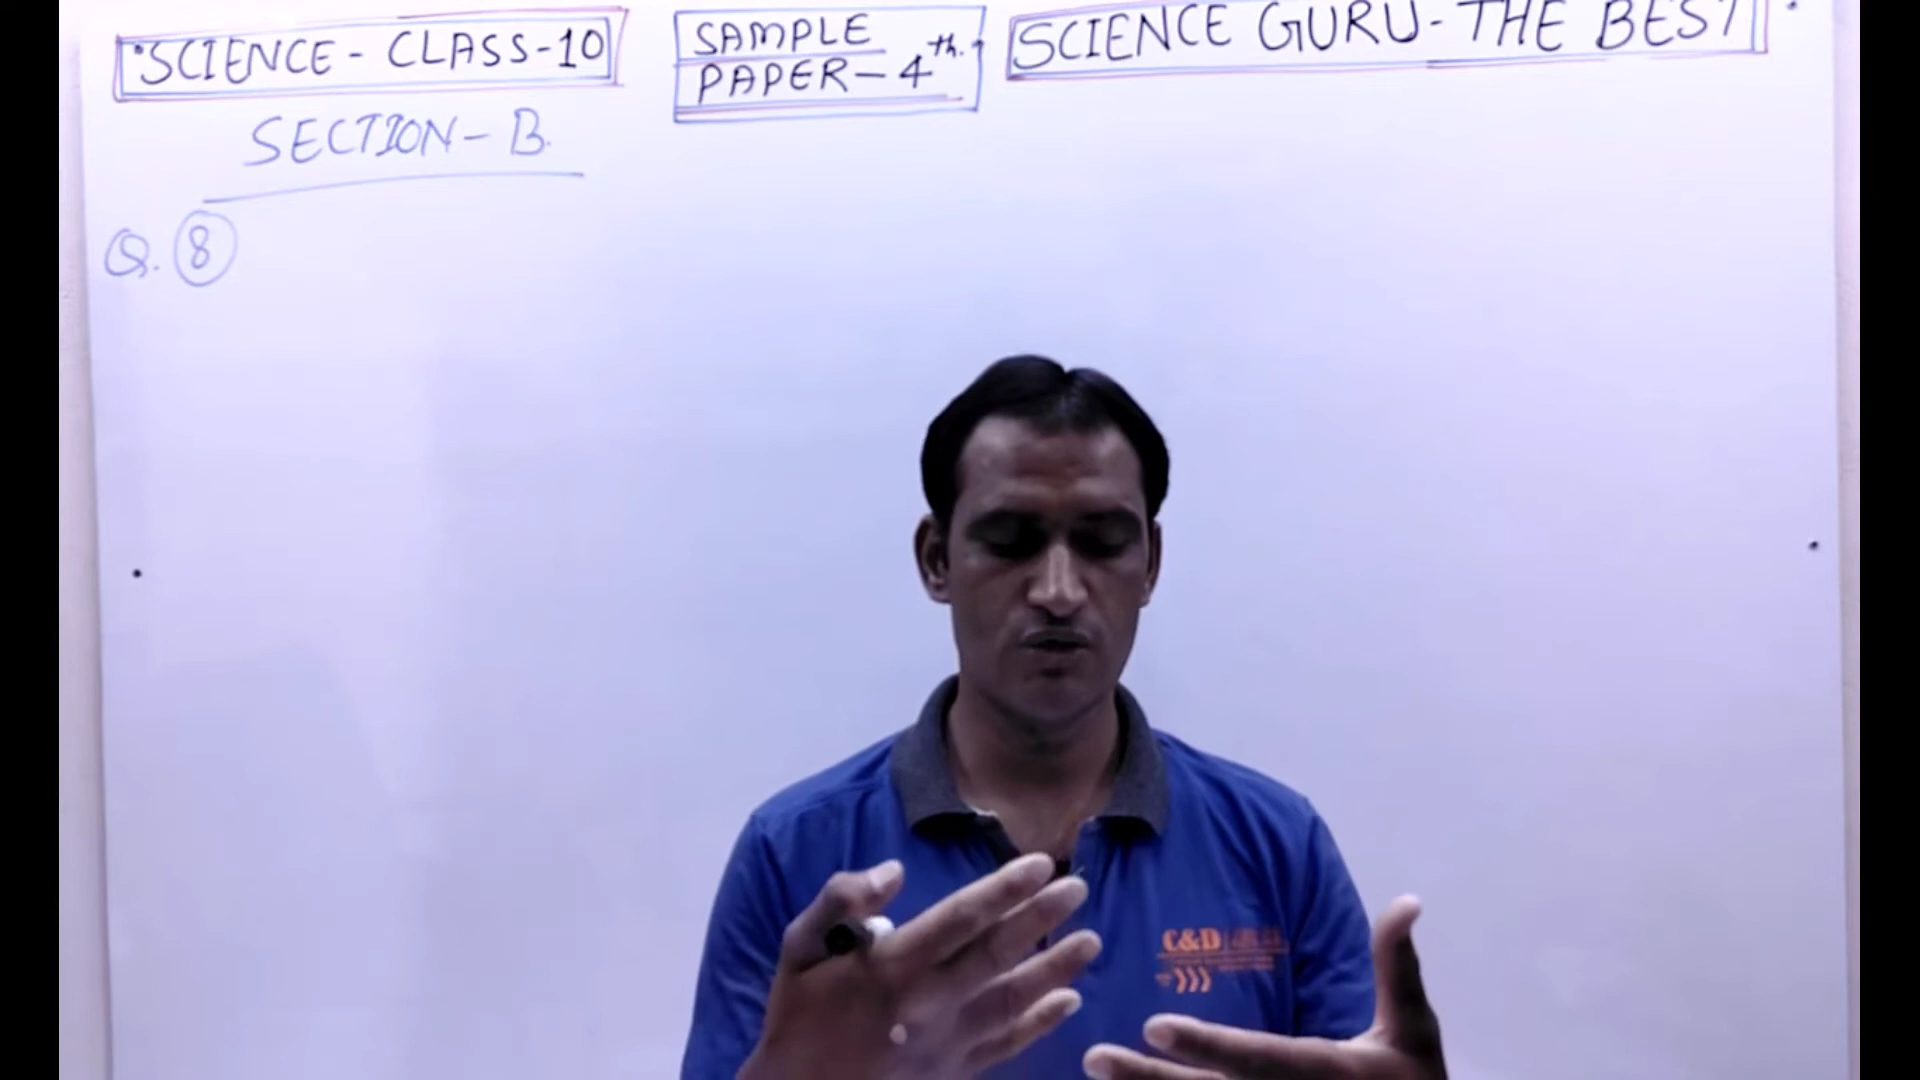 SCIENCE - CLASS-10
SAMPLE
PAPER - 4th.
SCIENCE GURU - THE BEST
SECTION - B.
Q. 8
C&D